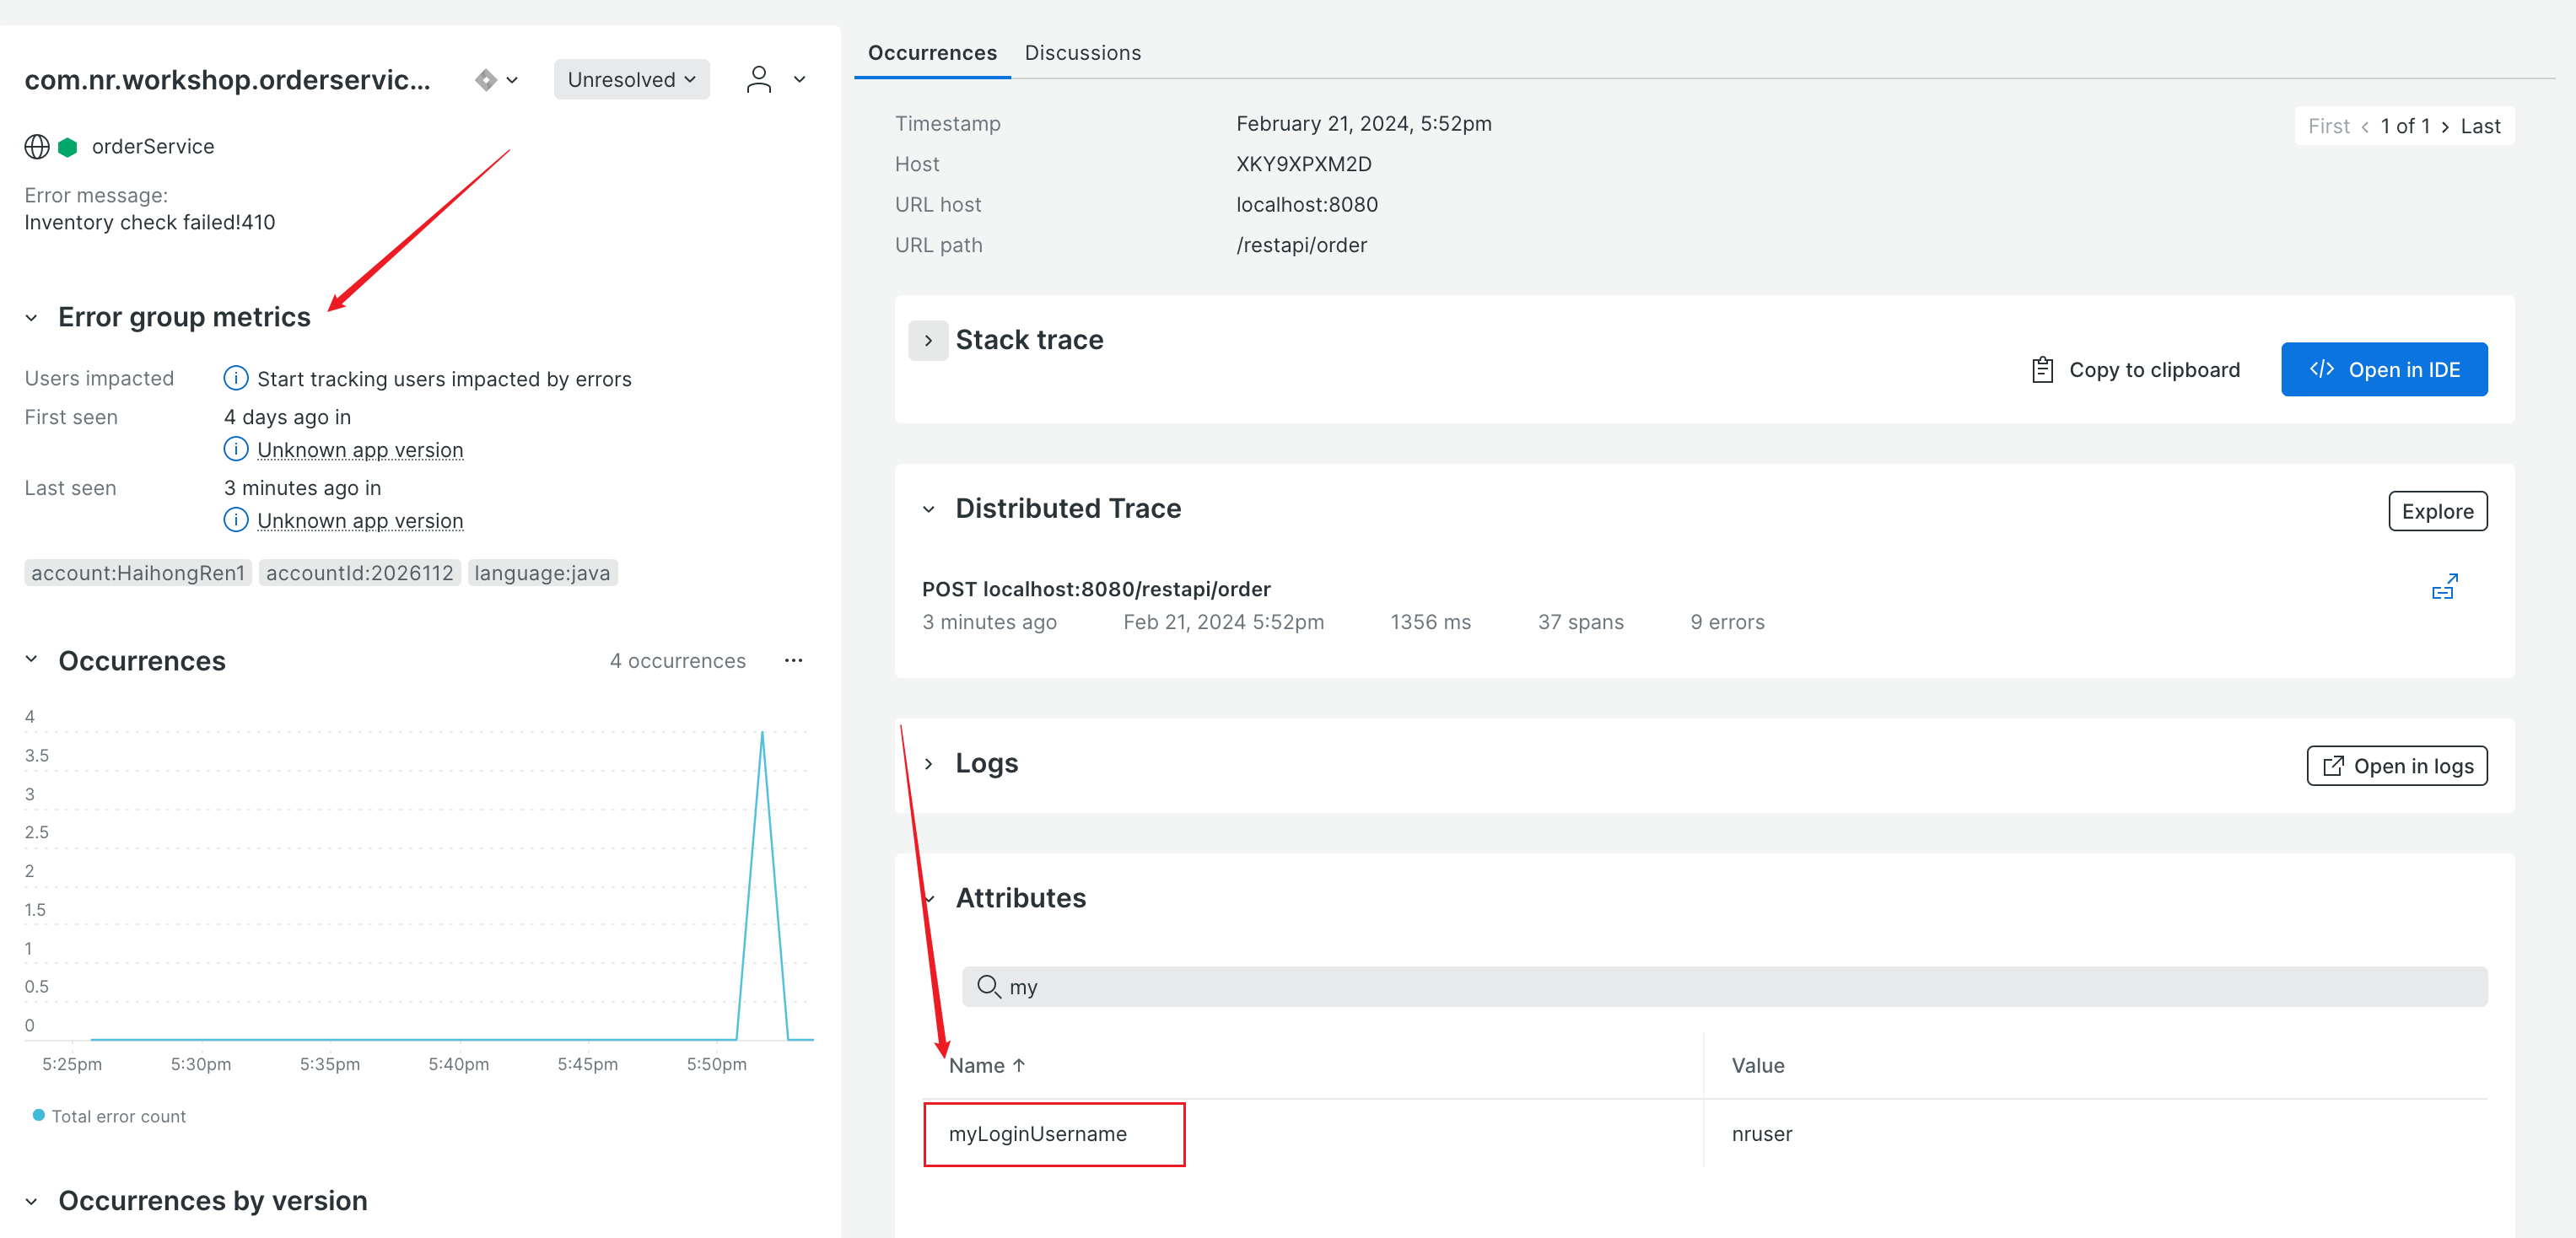 com.nr.workshop.orderservic...
Unresolved
orderService
Error message:
Inventory check failed!410
Error group metrics
Users impacted
Start tracking users impacted by errors
First seen
4 days ago in
Unknown app version
Last seen
3 minutes ago in
Unknown app version
account:HaihongRen1 accountId:2026112 language:java
Occurrences
4 occurrences
4
3.5
3
2.5
2
1.5
1
0.5
0
5:25pm 5:30pm 5:35pm 5:40pm 5:45pm 5:50pm
Total error count
Occurrences by version
Occurrences Discussions
Timestamp February 21, 2024, 5:52pm
First 1 of 1 Last
Host XKY9XPXM2D
URL host localhost:8080
URL path /restapi/order
Stack trace
Copy to clipboard
Open in IDE
Distributed Trace
Explore
POST localhost:8080/restapi/order
3 minutes ago Feb 21, 2024 5:52pm 1356 ms 37 spans 9 errors
Logs
Open in logs
Attributes
my
Name ↑ Value
myLoginUsername nruser